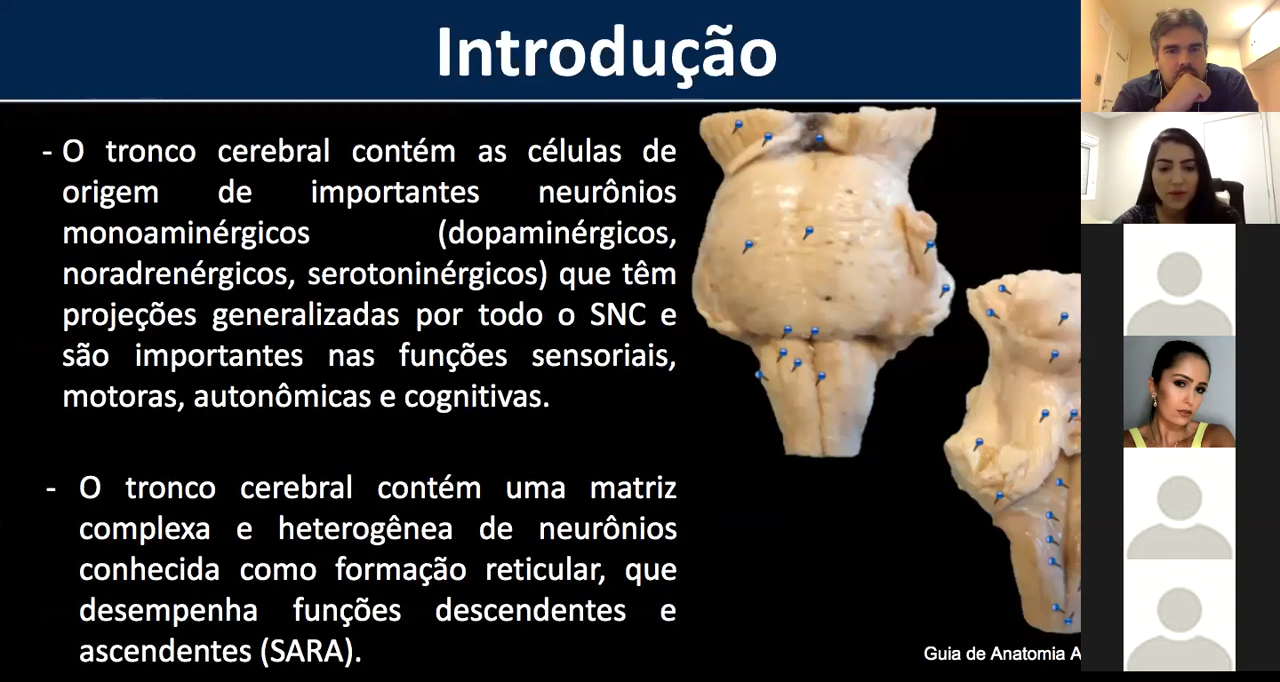 Introdução
- O tronco cerebral contém as células de
origem de importantes neurônios
monoaminérgicos (dopaminérgicos,
noradrenérgicos, serotoninérgicos) que têm
projeções generalizadas por todo o SNC e
são importantes nas funções sensoriais,
motoras, autonômicas e cognitivas.
- O tronco cerebral contém uma matriz
complexa e heterogênea de neurônios
conhecida como formação reticular, que
desempenha funções descendentes e
ascendentes (SARA).
Guia de Anatomia A